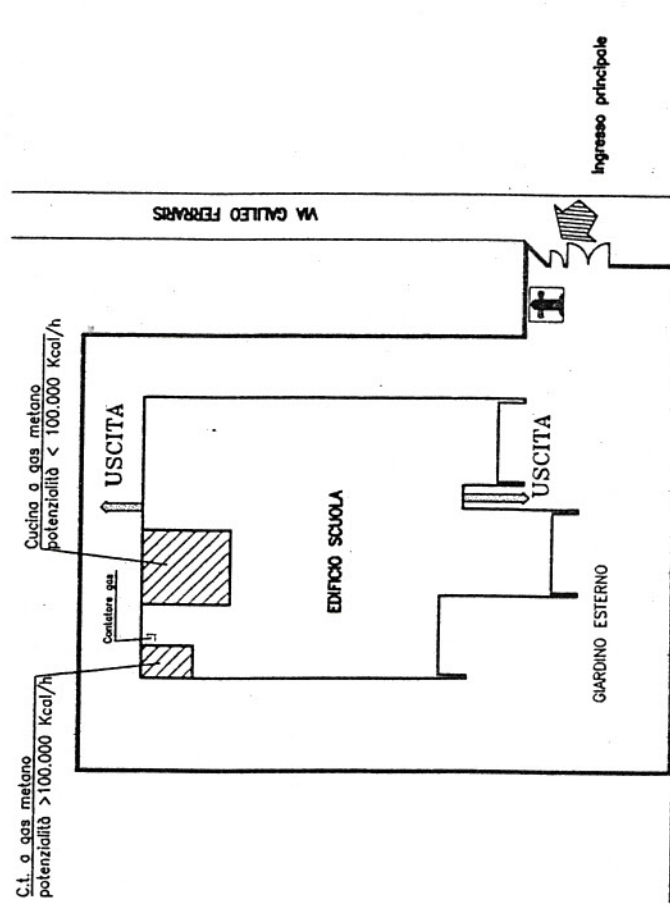 C.t. a gas metano
potenzialità >100.000 Kcal/h
Cucina a gas metano
potenzialità < 100.000 Kcal/h
Contatore gas
USCITA
EDIFICIO SCUOLA
USCITA
GIARDINO ESTERNO
VIA GALILEO FERRARIS
Ingresso principale